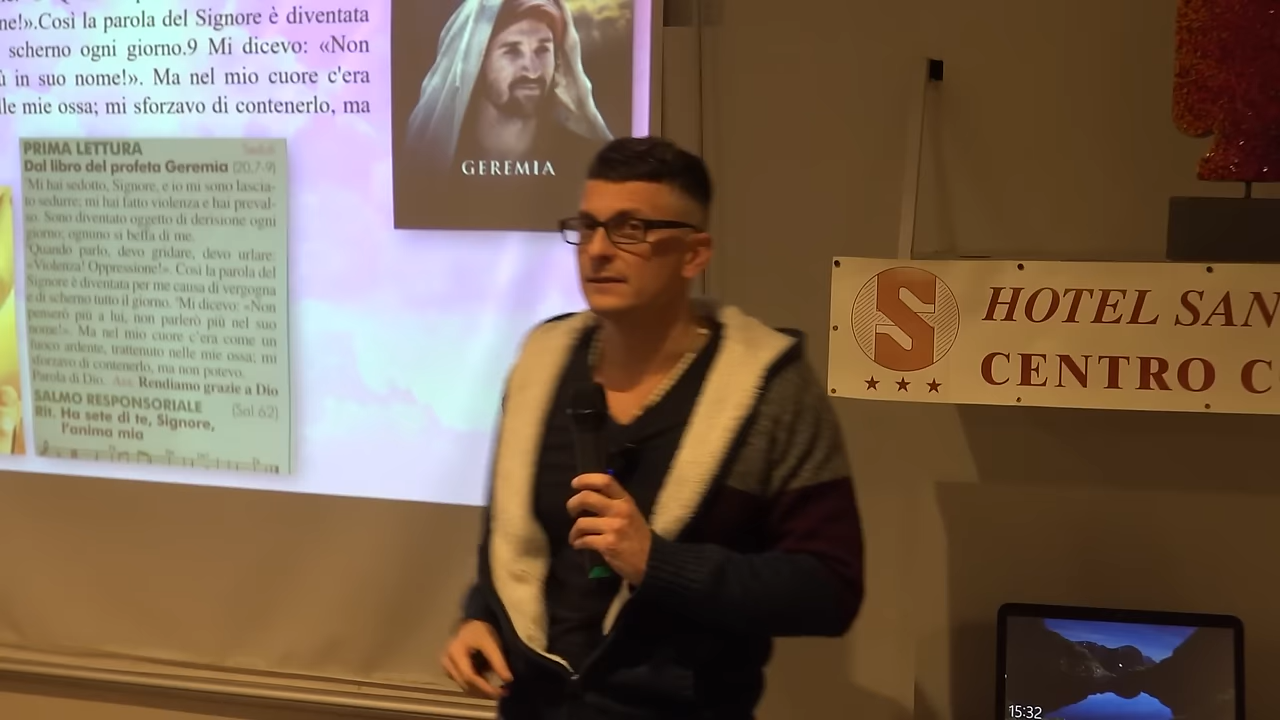 ne!».Così la parola del Signore è diventata
scherno ogni giorno.9 Mi dicevo: «Non
ù in suo nome!». Ma nel mio cuore c'era
lle mie ossa; mi sforzavo di contenerlo, ma
GEREMIA
PRIMA LETTURA
Dal libro del profeta Geremia (20,7-9)
Mi hai sedotto, Signore, e io mi sono lascia-
to sedurre; mi hai fatto violenza e hai preval-
so. Sono diventato oggetto di derisione ogni
giorno; ognuno si beffa di me.
Quando parlo, devo gridare, devo urlare:
«Violenza! Oppressione!». Così la parola del
Signore è diventata per me causa di vergogna
e di scherno tutto il giorno. Mi dicevo: «Non
penserò più a lui, non parlerò più nel suo
nome!». Ma nel mio cuore c'era come un
fuoco ardente, trattenuto nelle mie ossa; mi
sforzavo di contenerlo, ma non potevo.
Parola di Dio. Ass. Rendiamo grazie a Dio
SALMO RESPONSORIALE (Sal 62)
Rit. Ha sete di te, Signore,
l'anima mia
S
HOTEL SAN
CENTRO C
15:32